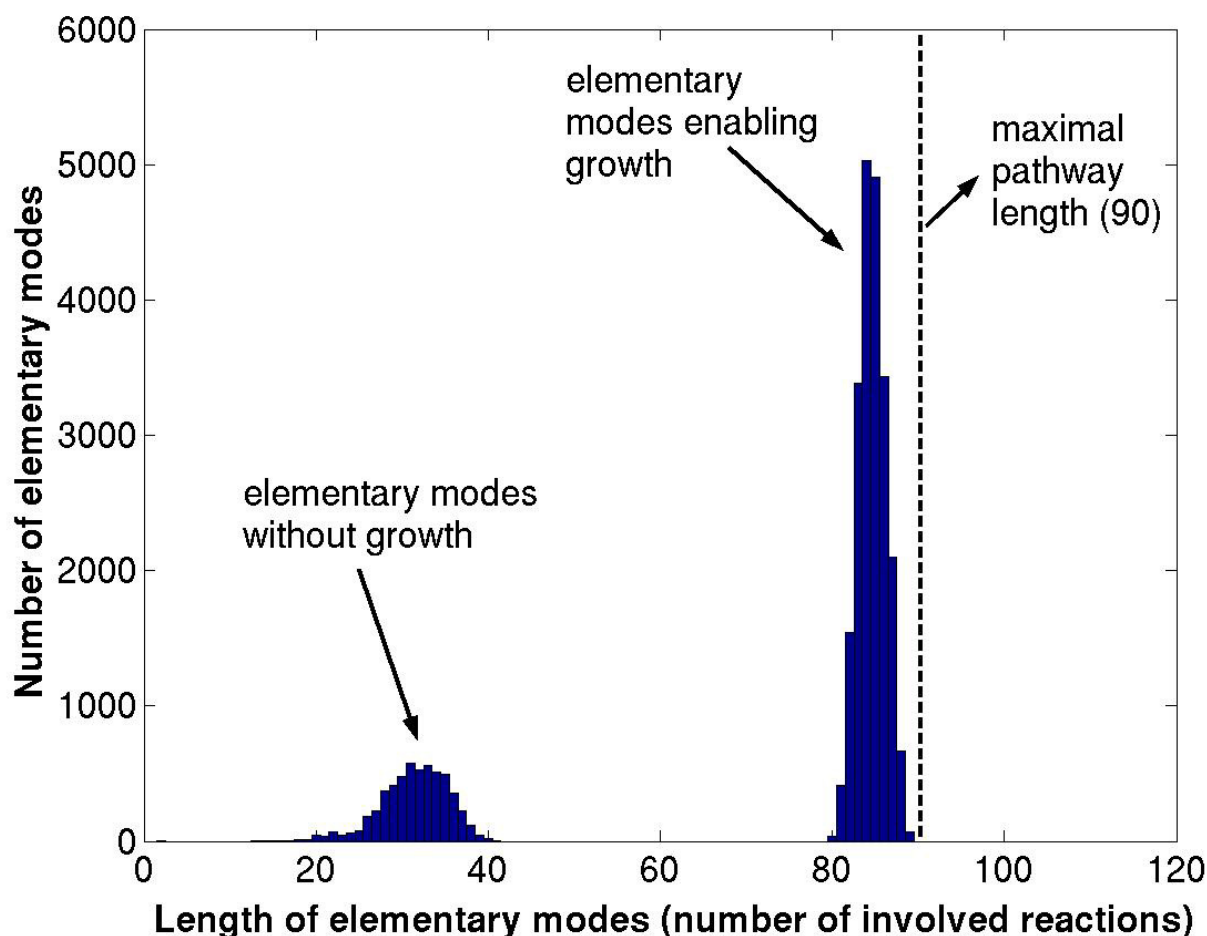 6000
5000
4000
3000
2000
1000
0
Number of elementary modes
elementary
modes enabling
growth
maximal
pathway
length (90)
elementary modes
without growth
0
20
40
60
80
100
120
Length of elementary modes (number of involved reactions)